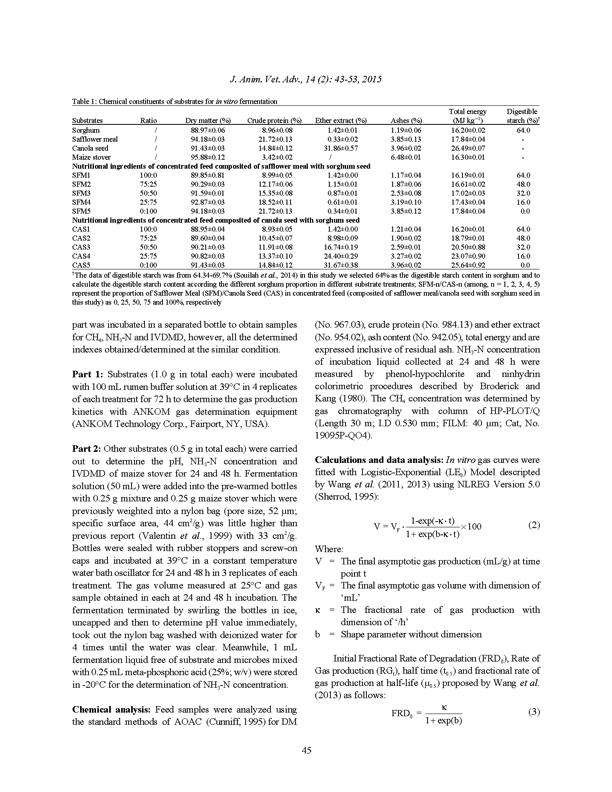 J. Anim. Vet. Adv., 14 (2): 43-53, 2015
Table 1: Chemical constituents of substrates for in vitro fermentation
Total energy Digestible
Substrates Ratio Dry matter (%) Crude protein (%) Ether extract (%) Ashes (%) (MJ kg⁻¹) starch (%)¹
Sorghum / 88.97±0.06 8.96±0.08 1.42±0.01 1.19±0.06 16.20±0.02 64.0
Safflower meal / 94.18±0.03 21.72±0.13 0.33±0.02 3.85±0.13 17.84±0.04 -
Canola seed / 91.43±0.03 14.84±0.12 31.86±0.57 3.96±0.02 26.49±0.07 -
Maize stover / 95.88±0.12 3.42±0.02 / 6.48±0.01 16.30±0.01 -
Nutritional ingredients of concentrated feed composited of safflower meal with sorghum seed
SFM1 100:0 89.85±0.81 8.99±0.05 1.42±0.00 1.17±0.04 16.19±0.01 64.0
SFM2 75:25 90.29±0.03 12.17±0.06 1.15±0.01 1.87±0.06 16.61±0.02 48.0
SFM3 50:50 91.59±0.01 15.35±0.08 0.87±0.01 2.53±0.08 17.02±0.03 32.0
SFM4 25:75 92.87±0.03 18.52±0.11 0.61±0.01 3.19±0.10 17.43±0.04 16.0
SFM5 0:100 94.18±0.03 21.72±0.13 0.34±0.01 3.85±0.12 17.84±0.04 0.0
Nutritional ingredients of concentrated feed composited of canola seed with sorghum seed
CAS1 100:0 88.95±0.04 8.93±0.05 1.42±0.00 1.21±0.04 16.20±0.01 64.0
CAS2 75:25 89.60±0.04 10.45±0.07 8.98±0.09 1.90±0.02 18.79±0.01 48.0
CAS3 50:50 90.21±0.03 11.91±0.08 16.74±0.19 2.59±0.01 20.50±0.88 32.0
CAS4 25:75 90.82±0.03 13.37±0.10 24.40±0.29 3.27±0.02 23.07±0.90 16.0
CAS5 0:100 91.43±0.03 14.84±0.12 31.67±0.38 3.96±0.02 25.64±0.92 0.0
¹The data of digestible starch was from 64.34-69.7% (Souilah et al., 2014) in this study we selected 64% as the digestible starch content in sorghum and to
calculate the digestible starch content according the different sorghum proportion in different substrate treatments; SFM-n/CAS-n (among, n = 1, 2, 3, 4, 5)
represent the proportion of Safflower Meal (SFM)/Canola Seed (CAS) in concentrated feed (composited of safflower meal/canola seed with sorghum seed in
this study) as 0, 25, 50, 75 and 100%, respectively
part was incubated in a separated bottle to obtain samples
for CH₄, NH₃-N and IVDMD, however, all the determined
indexes obtained/determined at the similar condition.
Part 1: Substrates (1.0 g in total each) were incubated
with 100 mL rumen buffer solution at 39°C in 4 replicates
of each treatment for 72 h to determine the gas production
kinetics with ANKOM gas determination equipment
(ANKOM Technology Corp., Fairport, NY, USA).
Part 2: Other substrates (0.5 g in total each) were carried
out to determine the pH, NH₃-N concentration and
IVDMD of maize stover for 24 and 48 h. Fermentation
solution (50 mL) were added into the pre-warmed bottles
with 0.25 g mixture and 0.25 g maize stover which were
previously weighted into a nylon bag (pore size, 52 µm;
specific surface area, 44 cm²/g) was little higher than
previous report (Valentin et al., 1999) with 33 cm²/g.
Bottles were sealed with rubber stoppers and screw-on
caps and incubated at 39°C in a constant temperature
water bath oscillator for 24 and 48 h in 3 replicates of each
treatment. The gas volume measured at 25°C and gas
sample obtained in each at 24 and 48 h incubation. The
fermentation terminated by swirling the bottles in ice,
uncapped and then to determine pH value immediately,
took out the nylon bag washed with deionized water for
4 times until the water was clear. Meanwhile, 1 mL
fermentation liquid free of substrate and microbes mixed
with 0.25 mL meta-phosphoric acid (25%; w/v) were stored
in -20°C for the determination of NH₃-N concentration.
Chemical analysis: Feed samples were analyzed using
the standard methods of AOAC (Cunniff, 1995) for DM
(No. 967.03), crude protein (No. 984.13) and ether extract
(No. 954.02), ash content (No. 942.05), total energy and are
expressed inclusive of residual ash. NH₃-N concentration
of incubation liquid collected at 24 and 48 h were
measured by phenol-hypochlorite and ninhydrin
colorimetric procedures described by Broderick and
Kang (1980). The CH₄ concentration was determined by
gas chromatography with column of HP-PLOT/Q
(Length 30 m; I.D 0.530 mm; FILM: 40 µm; Cat, No.
19095P-QO4).
Calculations and data analysis: In vitro gas curves were
fitted with Logistic-Exponential (LE₀) Model descripted
by Wang et al. (2011, 2013) using NLREG Version 5.0
(Sherrod, 1995):
V = V_F · (1-exp(-κ·t)) / (1+exp(b-κ·t)) ×100 (2)
Where:
V = The final asymptotic gas production (mL/g) at time
point t
V_F = The final asymptotic gas volume with dimension of
‘mL’
κ = The fractional rate of gas production with
dimension of ‘/h’
b = Shape parameter without dimension
Initial Fractional Rate of Degradation (FRD₀), Rate of
Gas production (RG₁), half time (t₀.₅) and fractional rate of
gas production at half-life (µ₀.₅) proposed by Wang et al.
(2013) as follows:
FRD₀ = κ / (1+exp(b)) (3)
45